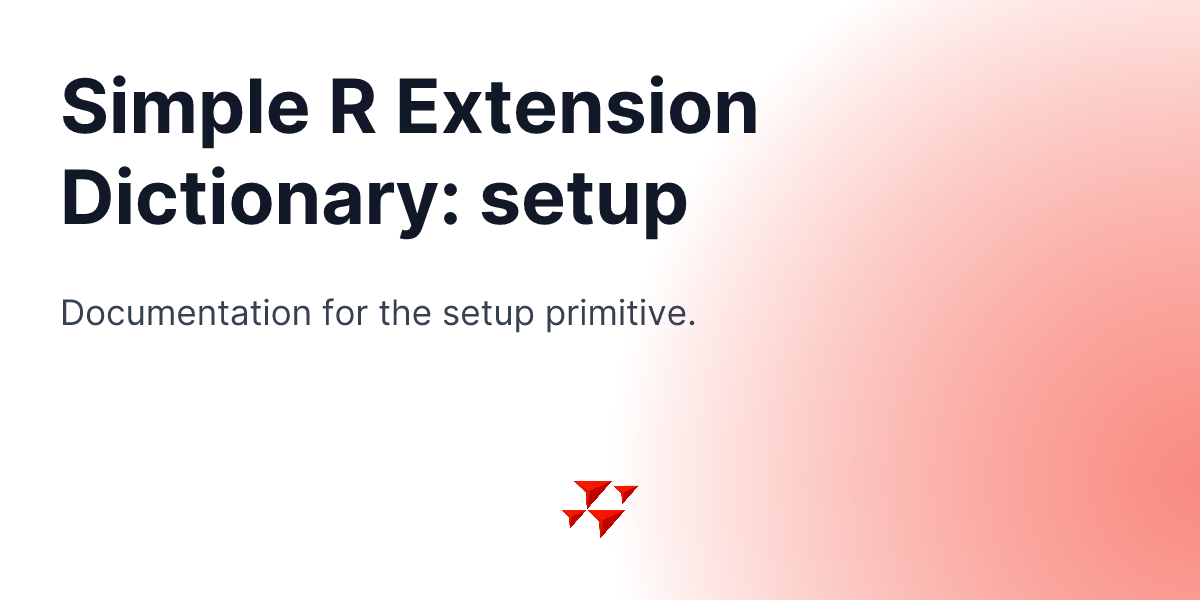 Simple R Extension
Dictionary: setup
Documentation for the setup primitive.